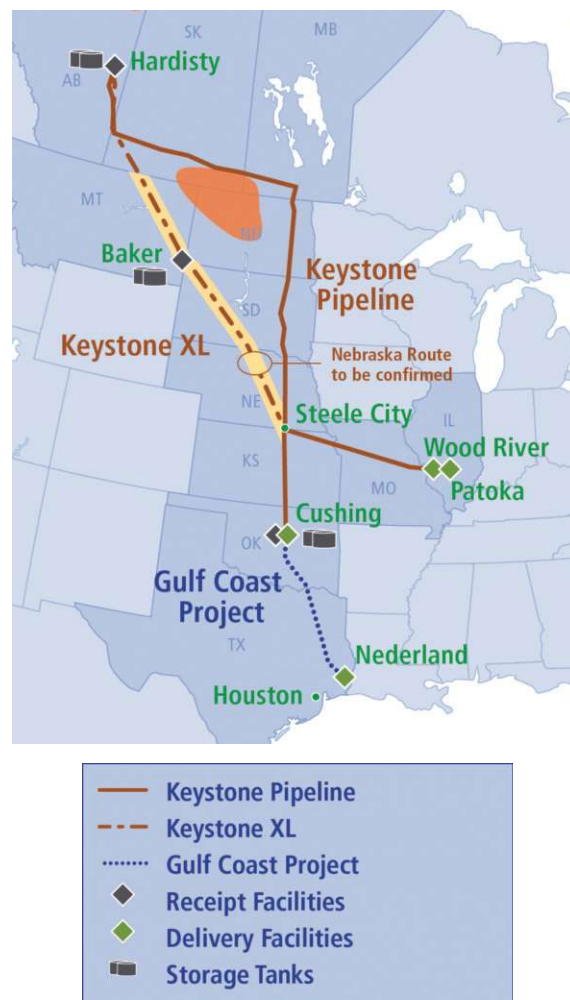 SK
MB
Hardisty
AB
MT
ND
Baker
Keystone
Pipeline
SD
Keystone XL
Nebraska Route
to be confirmed
NE
Steele City
IL
Wood River
KS
MO
Patoka
Cushing
OK
Gulf Coast
Project
TX
Nederland
Houston
Keystone Pipeline
Keystone XL
Gulf Coast Project
Receipt Facilities
Delivery Facilities
Storage Tanks